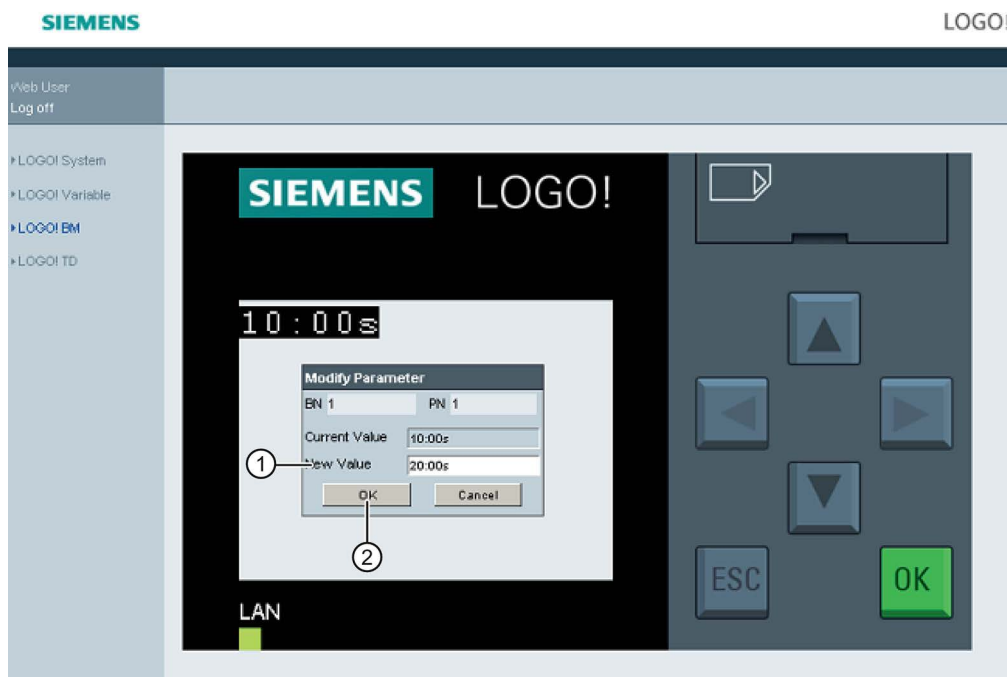 SIEMENS
LOGO!
Web User
Log off
LOGO! System
LOGO! Variable
LOGO! BM
LOGO! TD
SIEMENS LOGO!
10:00s
Modify Parameter
BN 1 PN 1
Current Value 10:00s
1 New Value 20:00s
OK Cancel
2
LAN
ESC OK